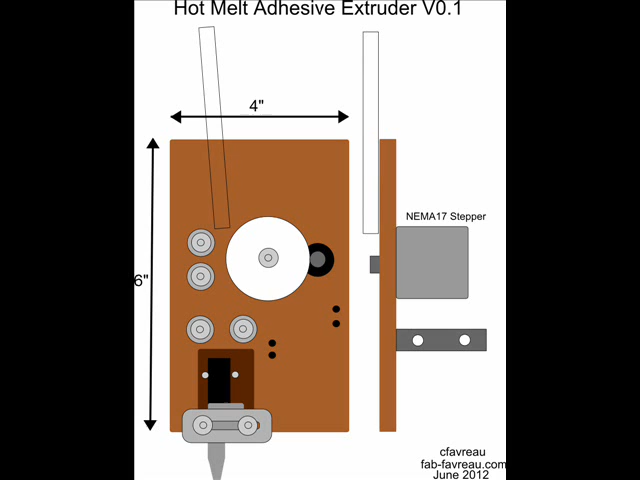 Hot Melt Adhesive Extruder V0.1
4"
NEMA17 Stepper
6"
cfavreau
fab-favreau.com
June 2012